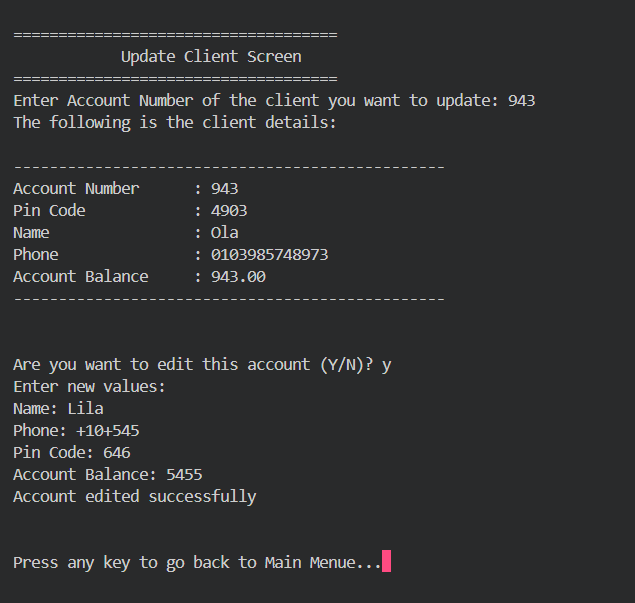 ====================================
Update Client Screen
====================================
Enter Account Number of the client you want to update: 943
The following is the client details:
------------------------------------------------
Account Number      : 943
Pin Code            : 4903
Name                : Ola
Phone               : 0103985748973
Account Balance     : 943.00
------------------------------------------------
Are you want to edit this account (Y/N)? y
Enter new values:
Name: Lila
Phone: +10+545
Pin Code: 646
Account Balance: 5455
Account edited successfully
Press any key to go back to Main Menue...